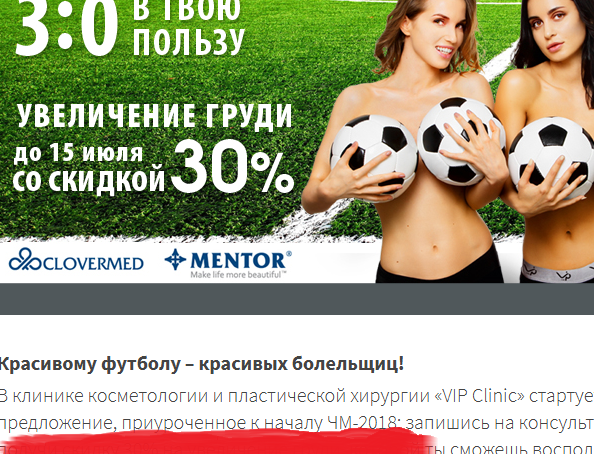 3:0 В ТВОЮ
ПОЛЬЗУ
УВЕЛИЧЕНИЕ ГРУДИ
до 15 июля
СО СКИДКОЙ 30%
CLOVERMED MENTOR®
Make life more beautiful™
Красивому футболу – красивых болельщиц!
В клинике косметологии и пластической хирургии «VIP Clinic» стартуе
предложение, приуроченное к началу ЧМ-2018: запишись на консульт
ты сможешь воспол